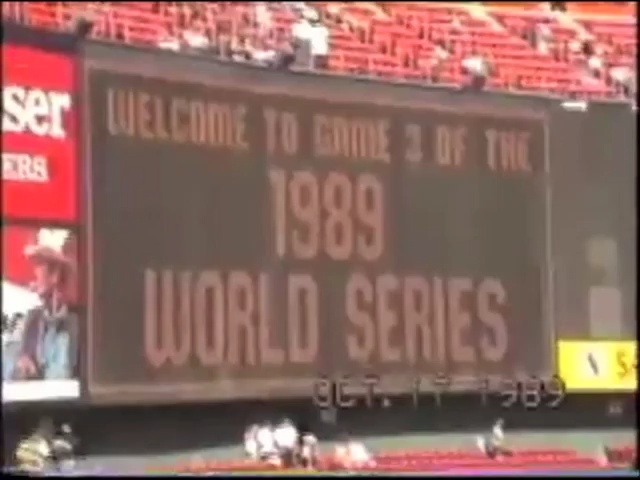 WELCOME TO GAME 3 OF THE
1989
WORLD SERIES
ser
ERS
OCT. 17 1989